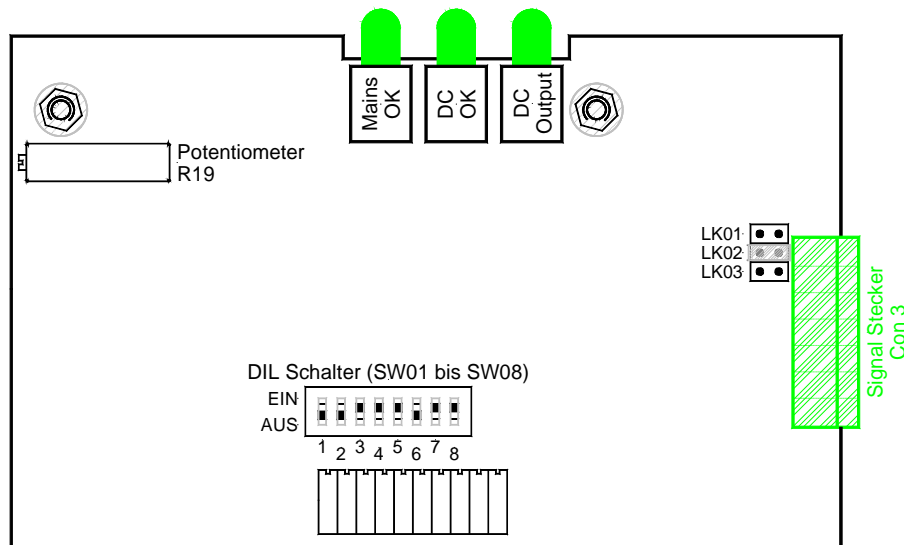 Mains
OK
DC
OK
DC
Output
Potentiometer
R19
LK01
LK02
LK03
Signal Stecker
Con 3
DIL Schalter (SW01 bis SW08)
EIN
AUS
1 2 3 4 5 6 7 8